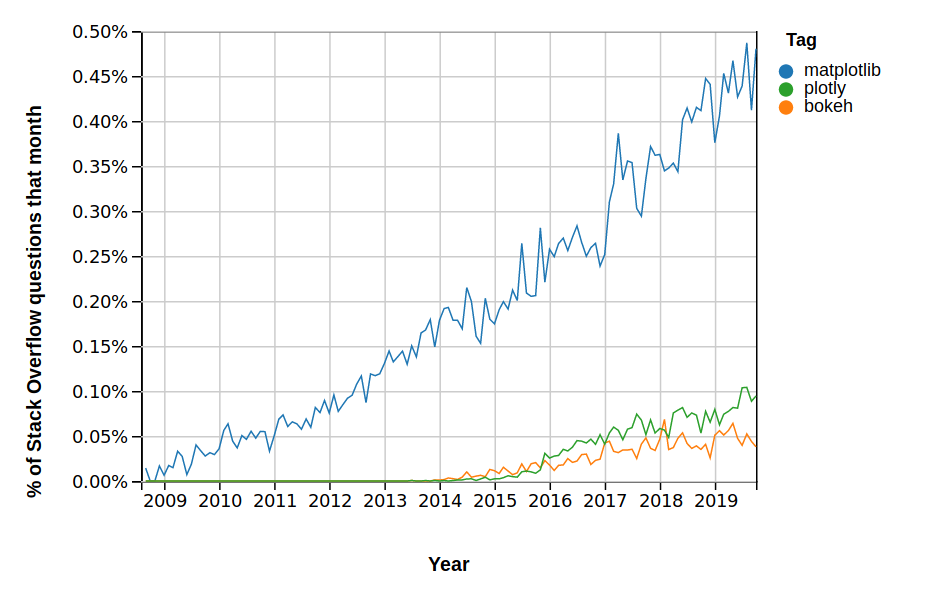 % of Stack Overflow questions that month
0.50%
0.45%
0.40%
0.35%
0.30%
0.25%
0.20%
0.15%
0.10%
0.05%
0.00%
2009 2010 2011 2012 2013 2014 2015 2016 2017 2018 2019
Year
Tag
matplotlib
plotly
bokeh